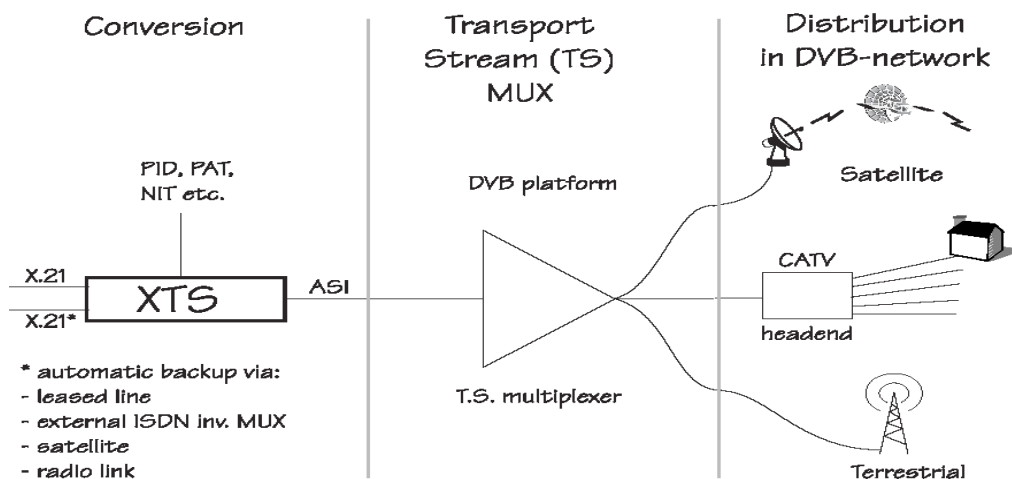 Conversion
PID, PAT,
NIT etc.
X.21
XTS
ASI
X.21*
* automatic backup via:
- leased line
- external ISDN inv. MUX
- satellite
- radio link
Transport
Stream (TS)
MUX
DVB platform
T.S. multiplexer
Distribution
in DVB-network
Satellite
CATV
headend
Terrestrial